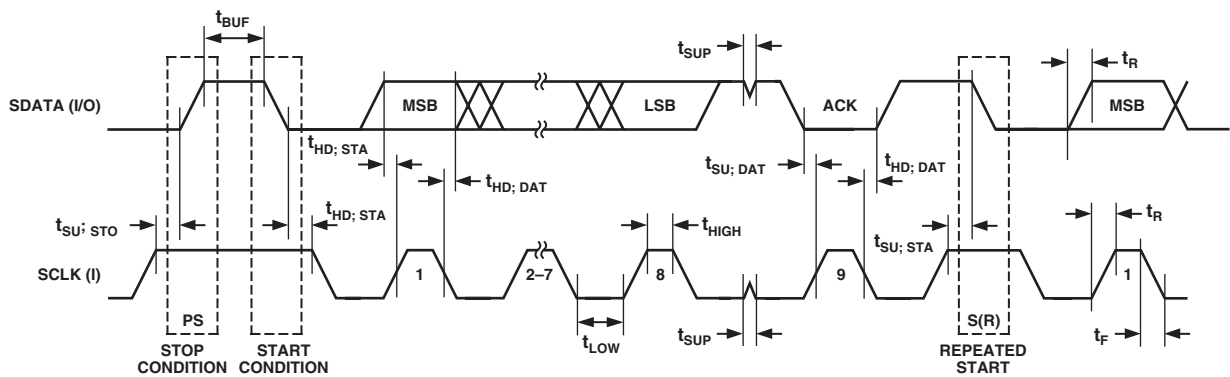 tBUF
tSUP
tR
SDATA (I/O)
MSB
LSB
ACK
MSB
tHD; STA
tSU; DAT
tHD; DAT
tHD; DAT
tSU; STO
tHD; STA
tHIGH
tSU; STA
tR
SCLK (I)
1
2–7
8
9
1
PS
tLOW
tSUP
S(R)
tF
STOP CONDITION
START CONDITION
REPEATED START